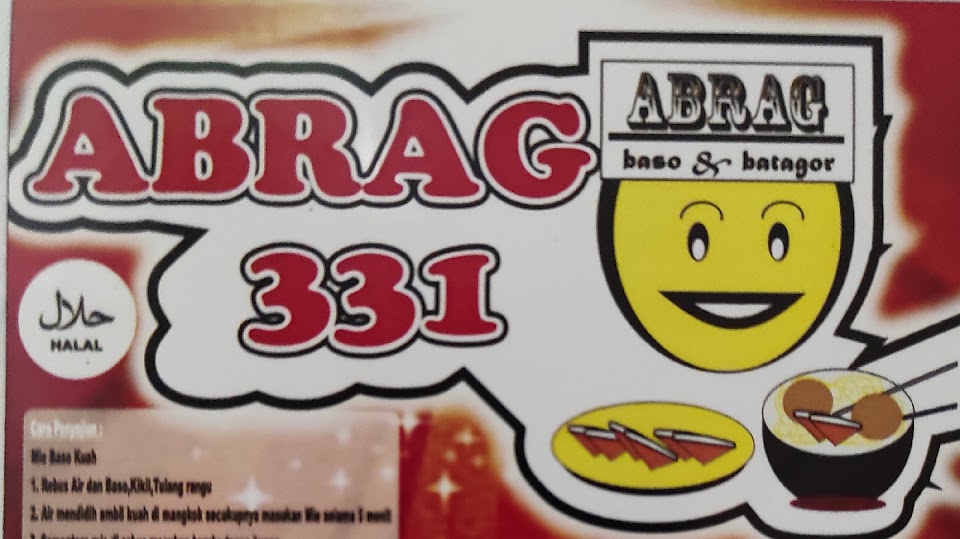 ABRAG
331
ABRAG
baso & batagor
حلال
HALAL
Cara Penyajian :
Mie Baso Kuah
1. Rebus Air dan Baso,Kikil,Tulang rangu
2. Air mendidih ambil kuah di mangkok secukupnya masukan Mie selama 1 menit